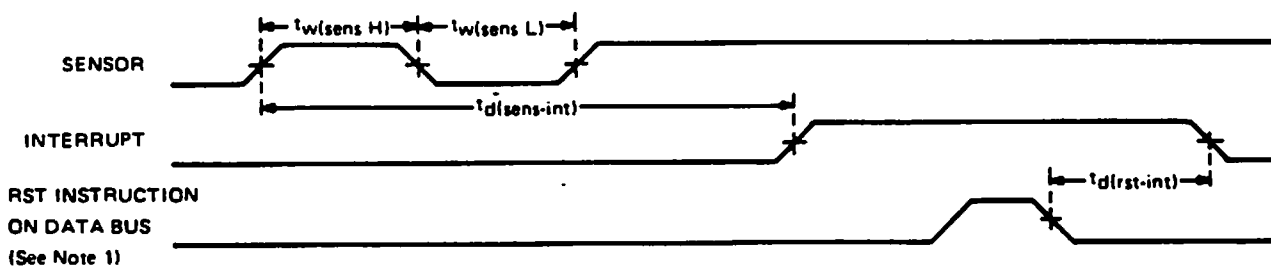 tw(sens H)
tw(sens L)
SENSOR
td(sens-int)
INTERRUPT
td(rst-int)
RST INSTRUCTION
ON DATA BUS
(See Note 1)